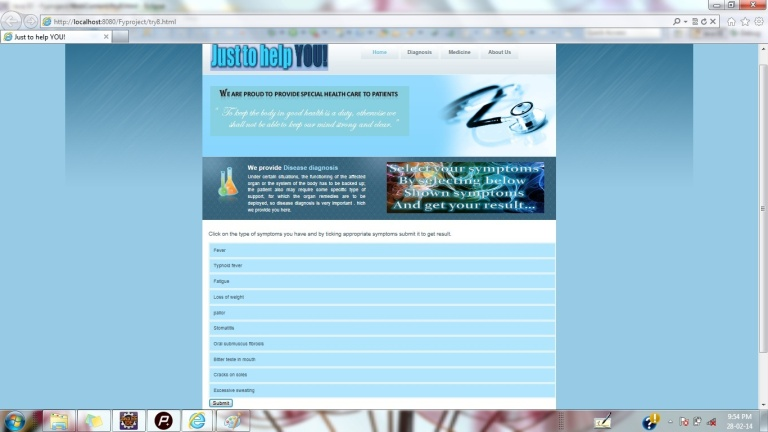 http://localhost:8080/Fyproject/try8.html
Just to help YOU!
Just to help YOU!
Home Diagnosis Medicine About Us
WE ARE PROUD TO PROVIDE SPECIAL HEALTH CARE TO PATIENTS
"To keep the body in good health is a duty, otherwise we
shall not be able to keep our mind strong and clear."
We provide Disease diagnosis
Under certain situations, the functioning of the affected
organ or the system of the body has to be backed up;
the patient also may require some specific type of
support, for which the organ remedies are to be
deployed, so disease diagnosis is very important . hich
we provide you here.
Select your symptoms
By selecting below
Shown symptoms
And get your result...
Click on the type of symptoms you have and by ticking appropriate symptoms submit it to get result.
Fever
Typhoid fever
Fatigue
Loss of weight
pallor
Stomatitis
Oral submucous fibrosis
Bitter taste in mouth
Cracks on soles
Excessive sweating
Submit
9:54 PM
28-02-14